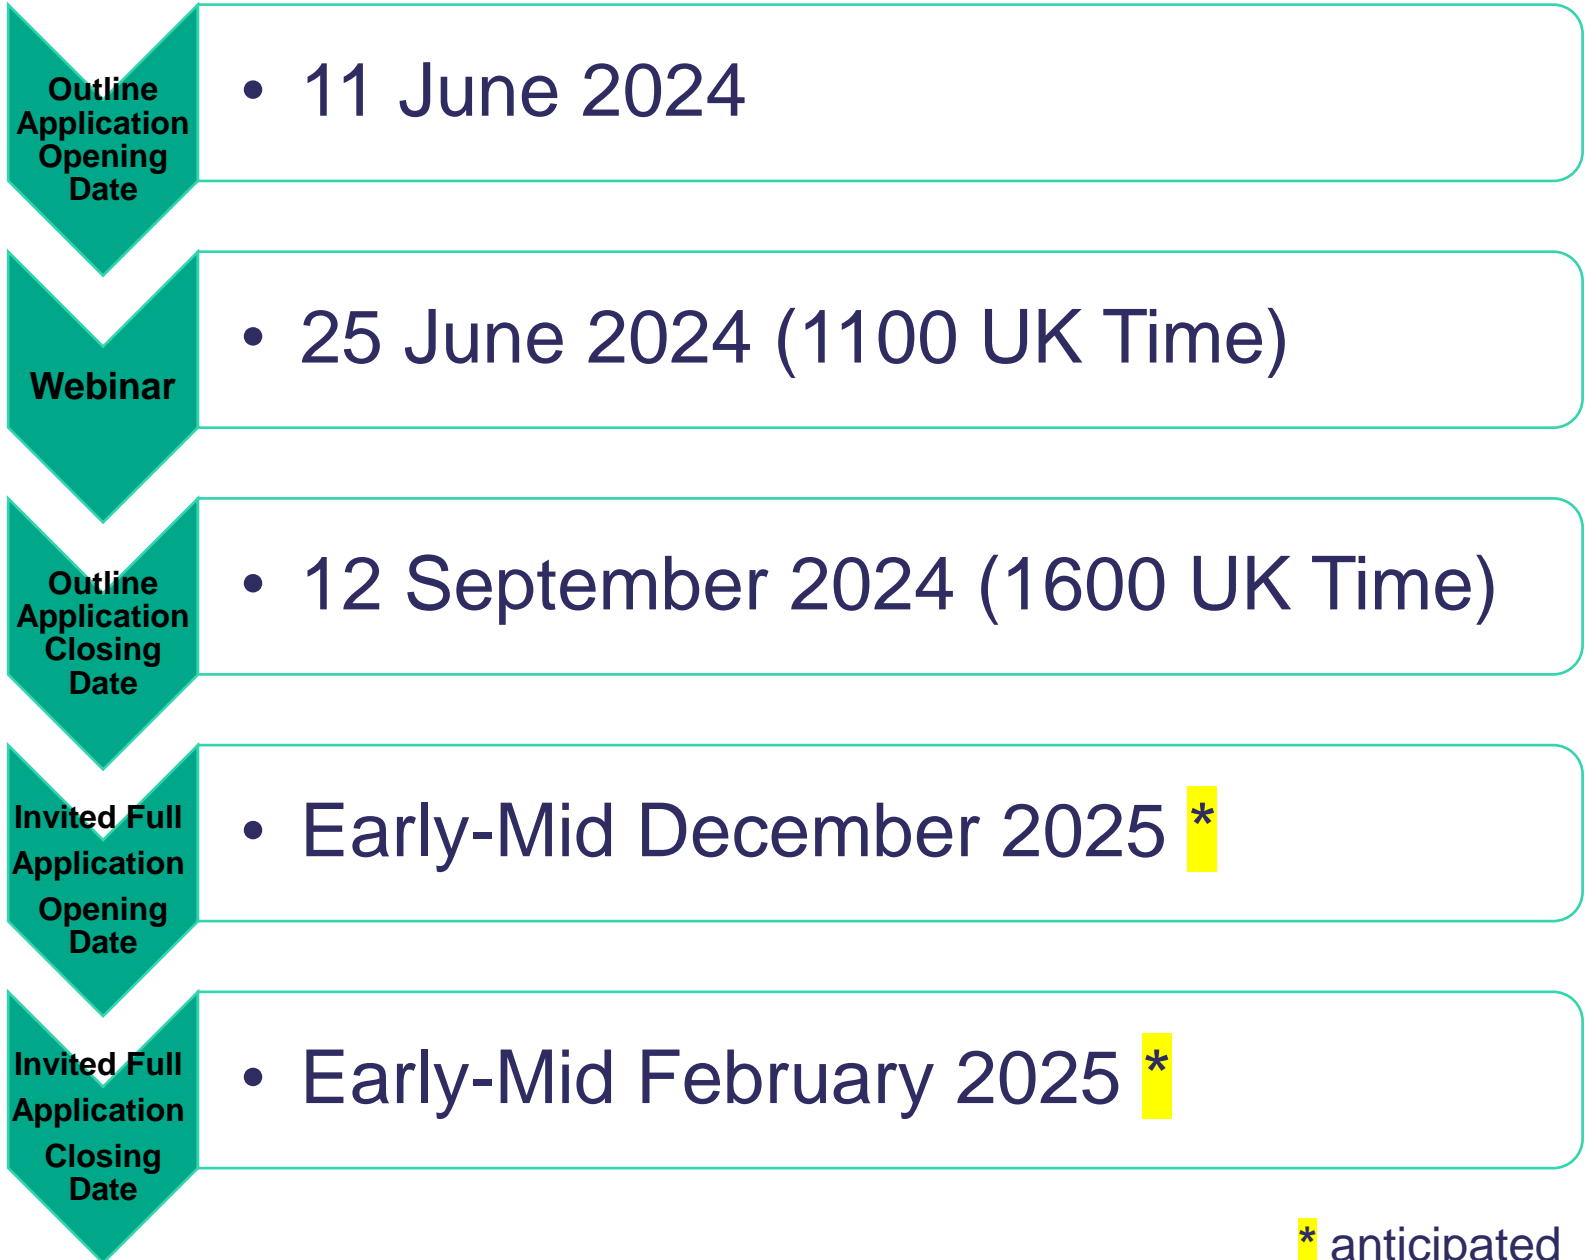 Outline
Application
Opening
Date
• 11 June 2024
Webinar
• 25 June 2024 (1100 UK Time)
Outline
Application
Closing
Date
• 12 September 2024 (1600 UK Time)
Invited Full
Application
Opening
Date
• Early-Mid December 2025 *
Invited Full
Application
Closing
Date
• Early-Mid February 2025 *
* anticipated